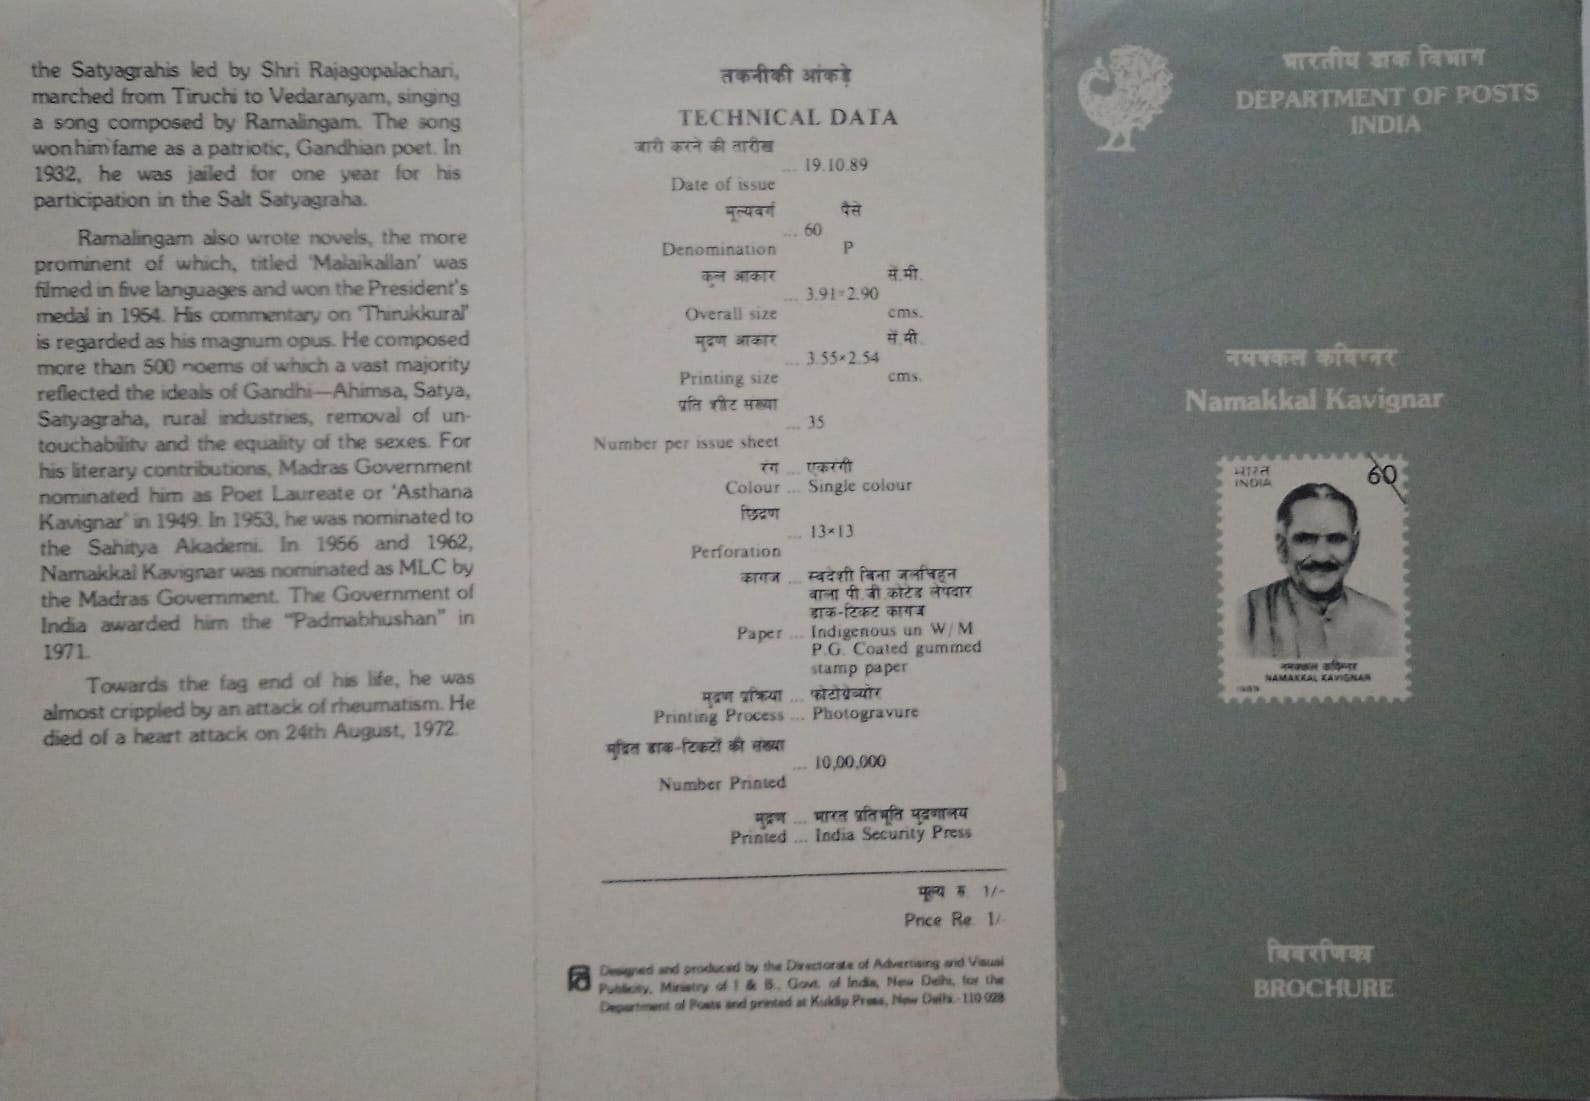 the Satyagrahis led by Shri Rajagopalachari,
marched from Tiruchi to Vedaranyam, singing
a song composed by Ramalingam. The song
won him fame as a patriotic, Gandhian poet. In
1932, he was jailed for one year for his
participation in the Salt Satyagraha.
Ramalingam also wrote novels, the more
prominent of which, titled 'Malaikallan' was
filmed in five languages and won the President's
medal in 1954. His commentary on 'Thirukkural'
is regarded as his magnum opus. He composed
more than 500 poems of which a vast majority
reflected the ideals of Gandhi—Ahimsa, Satya,
Satyagraha, rural industries, removal of un-
touchability and the equality of the sexes. For
his literary contributions, Madras Government
nominated him as Poet Laureate or 'Asthana
Kavignar' in 1949. In 1953, he was nominated to
the Sahitya Akademi. In 1956 and 1962,
Namakkal Kavignar was nominated as MLC by
the Madras Government. The Government of
India awarded him the "Padmabhushan" in
1971.
Towards the fag end of his life, he was
almost crippled by an attack of rheumatism. He
died of a heart attack on 24th August, 1972.
तकनीकी आंकड़े
TECHNICAL DATA
जारी करने की तारीख
... 19.10.89
Date of issue
मूल्यवर्ग पैसे
... 60
Denomination P
कुल आकार सें.मी.
... 3.91×2.90
Overall size cms.
मुद्रण आकार सें.मी.
... 3.55×2.54
Printing size cms.
प्रति शीट संख्या
... 35
Number per issue sheet
रंग ... एकरंगी
Colour ... Single colour
छिद्रण
... 13×13
Perforation
कागज ... स्वदेशी बिना जलचिह्न
वाला पी.वी.कोटेड लेपदार
डाक-टिकट कागज
Paper ... Indigenous un W/M
P.G. Coated gummed
stamp paper
मुद्रण प्रक्रिया ... फोटोग्रेव्योर
Printing Process ... Photogravure
मुद्रित डाक-टिकटों की संख्या
... 10,00,000
Number Printed
मुद्रण ... भारत प्रतिभूति मुद्रणालय
Printed ... India Security Press
मूल्य रु. 1/-
Price Re. 1/-
Designed and produced by the Directorate of Advertising and Visual
Publicity, Ministry of I & B., Govt. of India, New Delhi, for the
Department of Posts and printed at Kuldip Press, New Delhi-110 028
भारतीय डाक विभाग
DEPARTMENT OF POSTS
INDIA
नमक्कल कविग्नर
Namakkal Kavignar
भारत
INDIA
60
नमक्कल कविग्नर
NAMAKKAL KAVIGNAR
1989
विवरणिका
BROCHURE